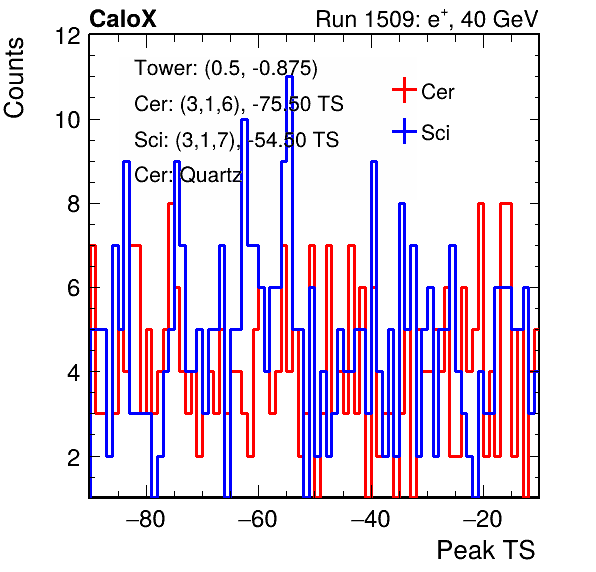 CaloX Run 1509: e⁺, 40 GeV
Counts
12
10
8
6
4
2
Tower: (0.5, -0.875)
Cer: (3,1,6), -75.50 TS
Sci: (3,1,7), -54.50 TS
Cer: Quartz
Cer
Sci
−80 −60 −40 −20
Peak TS